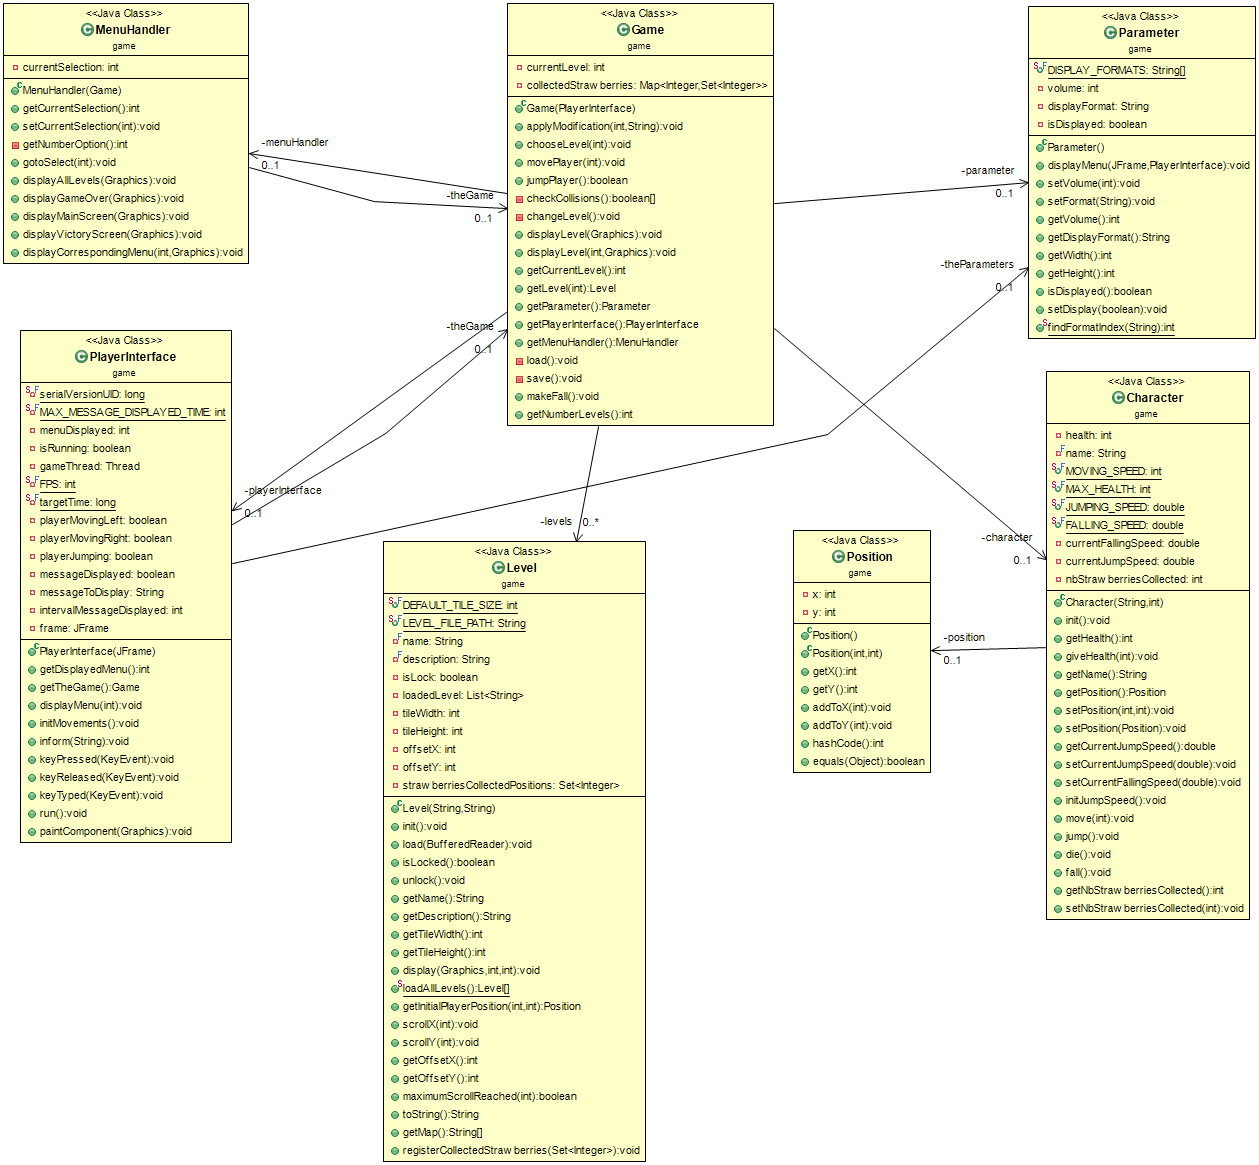 <<Java Class>>
MenuHandler
game
currentSelection: int
MenuHandler(Game)
getCurrentSelection():int
setCurrentSelection(int):void
getNumberOption():int
gotoSelect(int):void
displayAllLevels(Graphics):void
displayGameOver(Graphics):void
displayMainScreen(Graphics):void
displayVictoryScreen(Graphics):void
displayCorrespondingMenu(int,Graphics):void
-menuHandler
0..1
-theGame
0..1
<<Java Class>>
Game
game
currentLevel: int
collectedStraw berries: Map<Integer,Set<Integer>>
Game(PlayerInterface)
applyModification(int,String):void
chooseLevel(int):void
movePlayer(int):void
jumpPlayer():boolean
checkCollisions():boolean[]
changeLevel():void
displayLevel(Graphics):void
displayLevel(int,Graphics):void
getCurrentLevel():int
getLevel(int):Level
getParameter():Parameter
getPlayerInterface():PlayerInterface
getMenuHandler():MenuHandler
load():void
save():void
makeFall():void
getNumberLevels():int
-parameter
0..1
-theParameters
0..1
<<Java Class>>
Parameter
game
DISPLAY_FORMATS: String[]
volume: int
displayFormat: String
isDisplayed: boolean
Parameter()
displayMenu(JFrame,PlayerInterface):void
setVolume(int):void
setFormat(String):void
getVolume():int
getDisplayFormat():String
getWidth():int
getHeight():int
isDisplayed():boolean
setDisplay(boolean):void
findFormatIndex(String):int
-theGame
0..1
-playerInterface
0..1
<<Java Class>>
PlayerInterface
game
serialVersionUID: long
MAX_MESSAGE_DISPLAYED_TIME: int
menuDisplayed: int
isRunning: boolean
gameThread: Thread
FPS: int
targetTime: long
playerMovingLeft: boolean
playerMovingRight: boolean
playerJumping: boolean
messageDisplayed: boolean
messageToDisplay: String
intervalMessageDisplayed: int
frame: JFrame
PlayerInterface(JFrame)
getDisplayedMenu():int
getTheGame():Game
displayMenu(int):void
initMovements():void
inform(String):void
keyPressed(KeyEvent):void
keyReleased(KeyEvent):void
keyTyped(KeyEvent):void
run():void
paintComponent(Graphics):void
-levels
0..*
<<Java Class>>
Level
game
DEFAULT_TILE_SIZE: int
LEVEL_FILE_PATH: String
name: String
description: String
isLock: boolean
loadedLevel: List<String>
tileWidth: int
tileHeight: int
offsetX: int
offsetY: int
straw berriesCollectedPositions: Set<Integer>
Level(String,String)
init():void
load(BufferedReader):void
isLocked():boolean
unlock():void
getName():String
getDescription():String
getTileWidth():int
getTileHeight():int
display(Graphics,int,int):void
loadAllLevels():Level[]
getInitialPlayerPosition(int,int):Position
scrollX(int):void
scrollY(int):void
getOffsetX():int
getOffsetY():int
maximumScrollReached(int):boolean
toString():String
getMap():String[]
registerCollectedStraw berries(Set<Integer>):void
<<Java Class>>
Position
game
x: int
y: int
Position()
Position(int,int)
getX():int
getY():int
addToX(int):void
addToY(int):void
hashCode():int
equals(Object):boolean
-position
0..1
-character
0..1
<<Java Class>>
Character
game
health: int
name: String
MOVING_SPEED: int
MAX_HEALTH: int
JUMPING_SPEED: double
FALLING_SPEED: double
currentFallingSpeed: double
currentJumpSpeed: double
nbStraw berriesCollected: int
Character(String,int)
init():void
getHealth():int
giveHealth(int):void
getName():String
getPosition():Position
setPosition(int,int):void
setPosition(Position):void
getCurrentJumpSpeed():double
setCurrentJumpSpeed(double):void
setCurrentFallingSpeed(double):void
initJumpSpeed():void
move(int):void
jump():void
die():void
fall():void
getNbStraw berriesCollected():int
setNbStraw berriesCollected(int):void